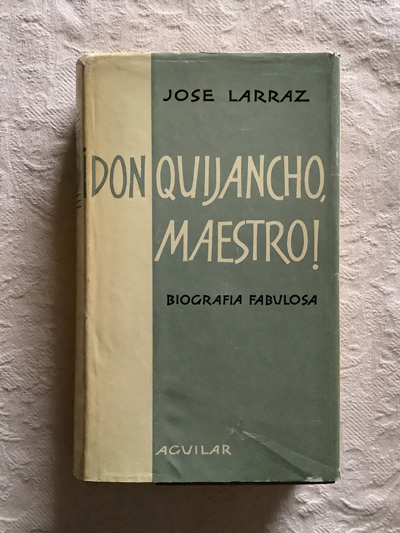 JOSE LARRAZ
¡DON QUIJANCHO,
MAESTRO!
BIOGRAFIA FABULOSA
AGUILAR